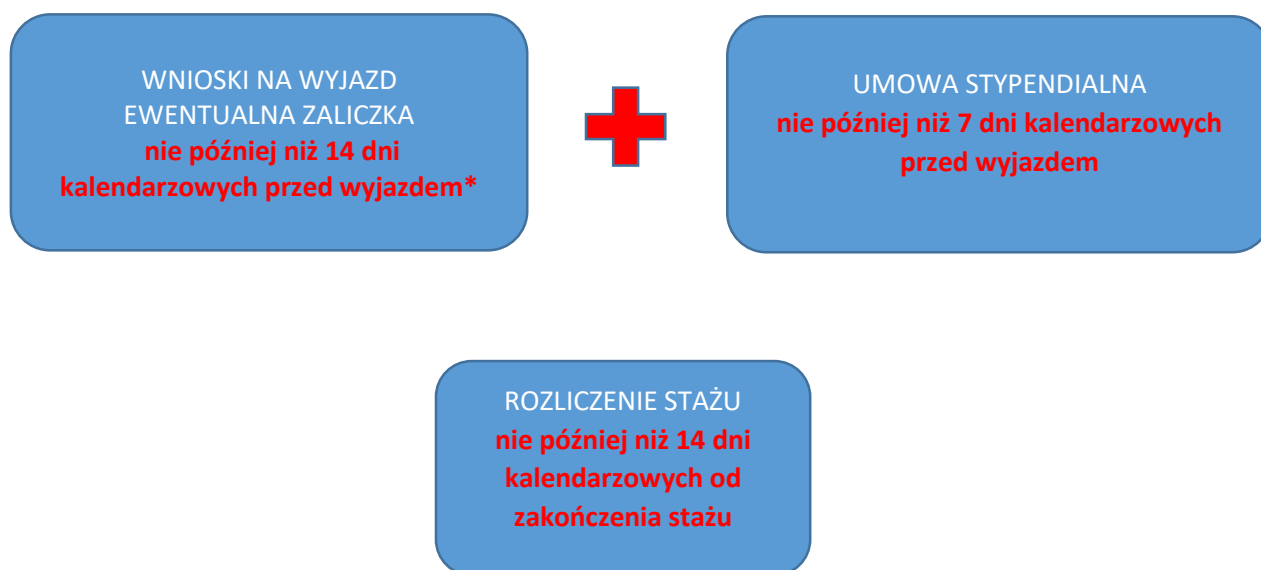 WNIOSKI NA WYJAZD
EWENTUALNA ZALICZKA
nie później niż 14 dni
kalendarzowych przed wyjazdem*
UMOWA STYPENDIALNA
nie później niż 7 dni kalendarzowych
przed wyjazdem
ROZLICZENIE STAŻU
nie później niż 14 dni
kalendarzowych od
zakończenia stażu